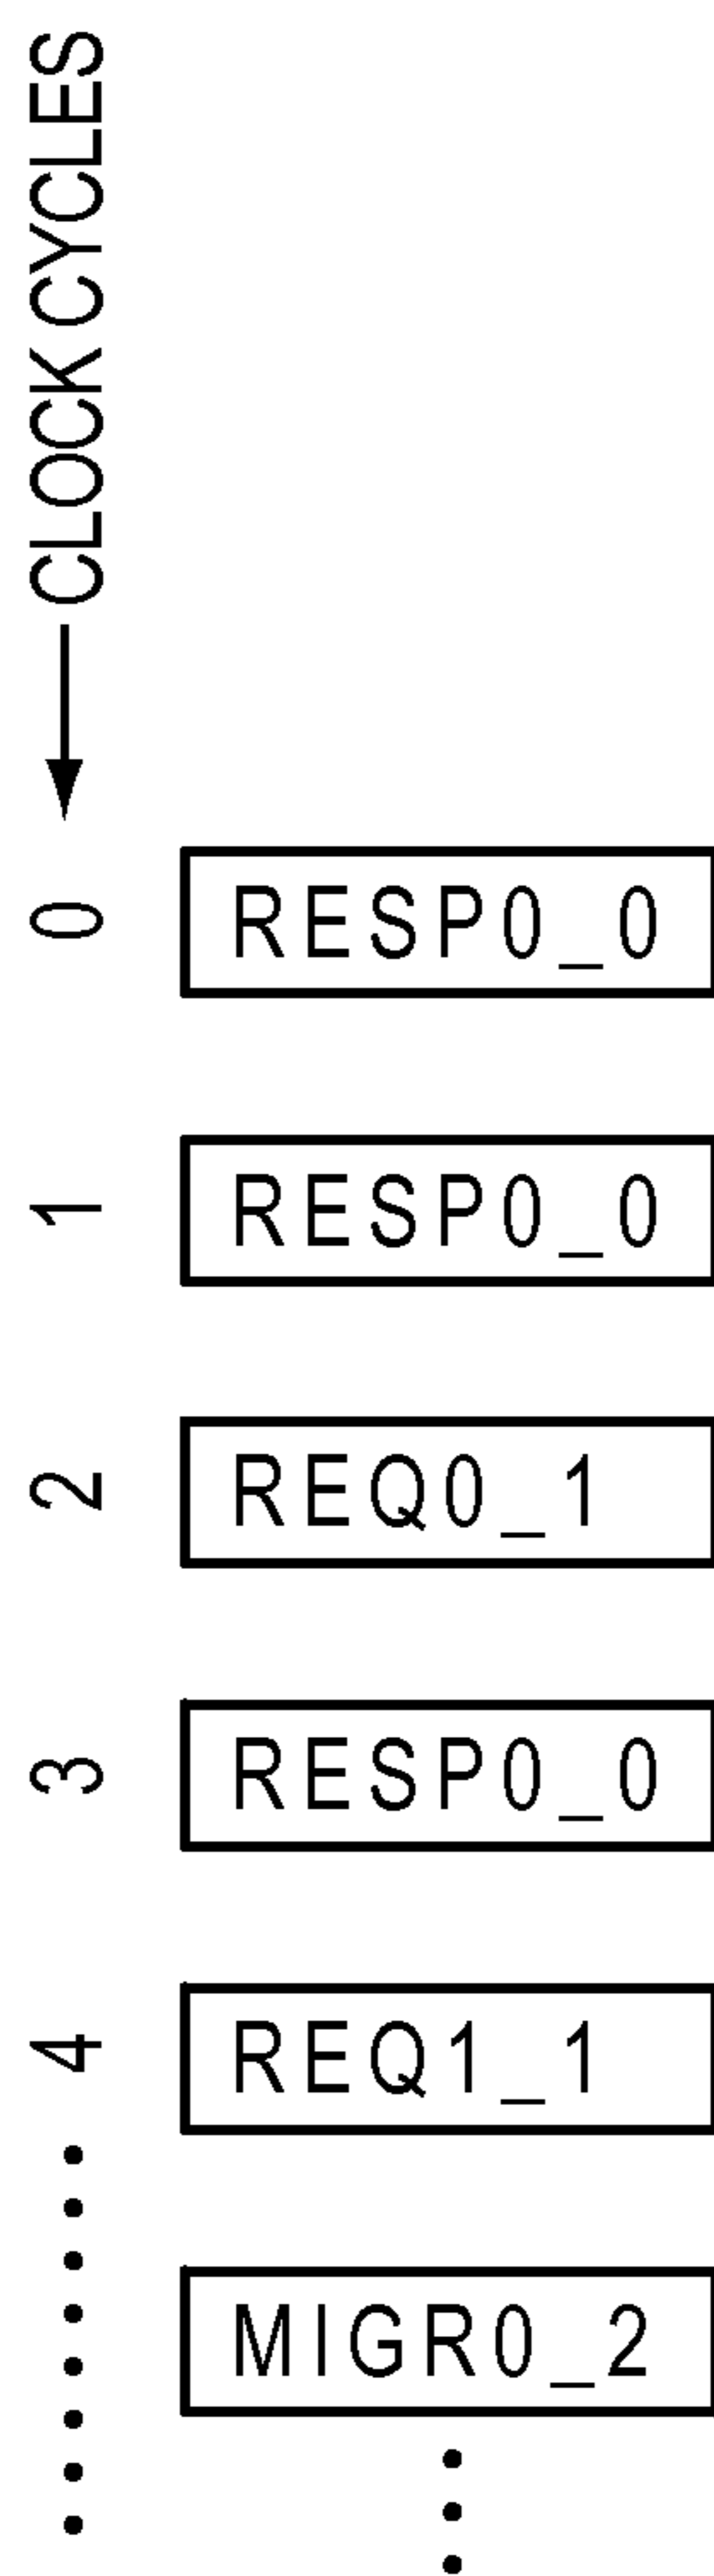 CLOCK CYCLES
0
RESP0_0
1
RESP0_0
2
REQ0_1
3
RESP0_0
4
REQ1_1
MIGR0_2